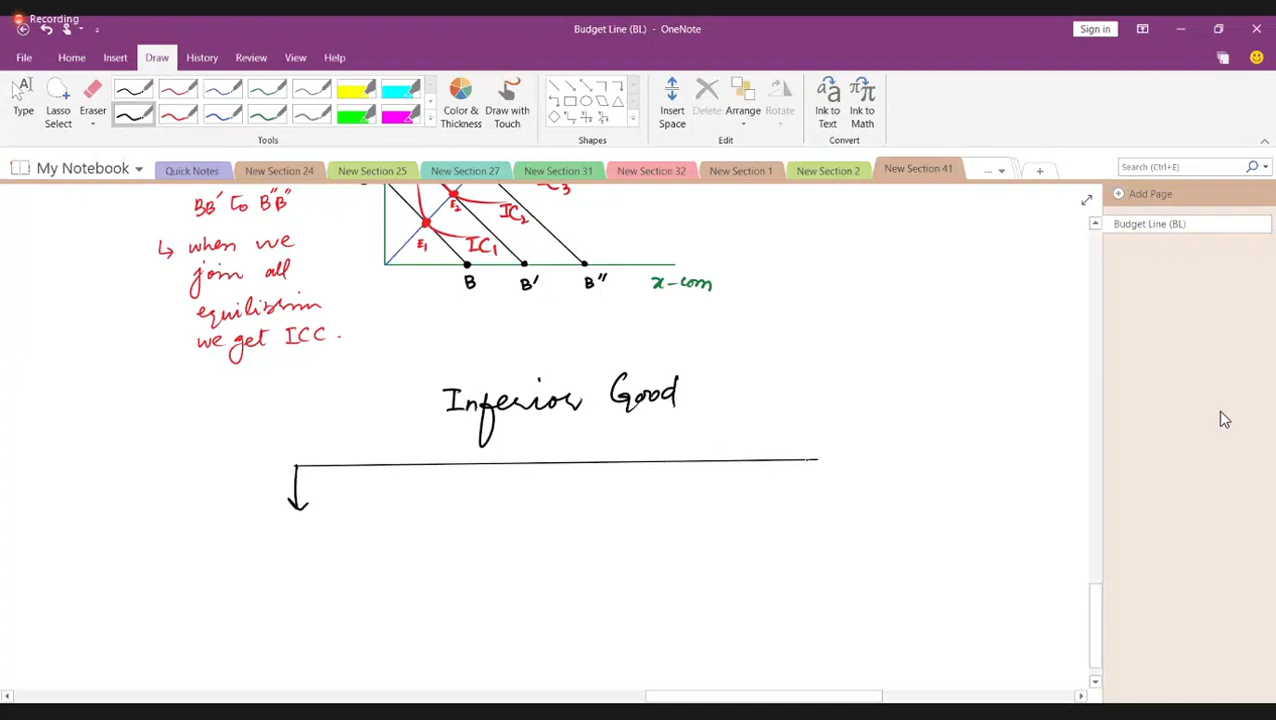 Recording
Budget Line (BL) - OneNote
Sign in
File Home Insert Draw History Review View Help
Type
Lasso Select
Eraser
Color & Thickness
Draw with Touch
Insert Space
Delete
Arrange
Rotate
Ink to Text
Ink to Math
Tools
Shapes
Edit
Convert
My Notebook
Quick Notes
New Section 24
New Section 25
New Section 27
New Section 31
New Section 32
New Section 1
New Section 2
New Section 41
...
Search (Ctrl+E)
Add Page
Budget Line (BL)
BB' to B"B"
↳ when we
join all
equilibrium
we get ICC .
E2
IC2
E1
IC1
B
B'
B"
x-com
Inferior Good